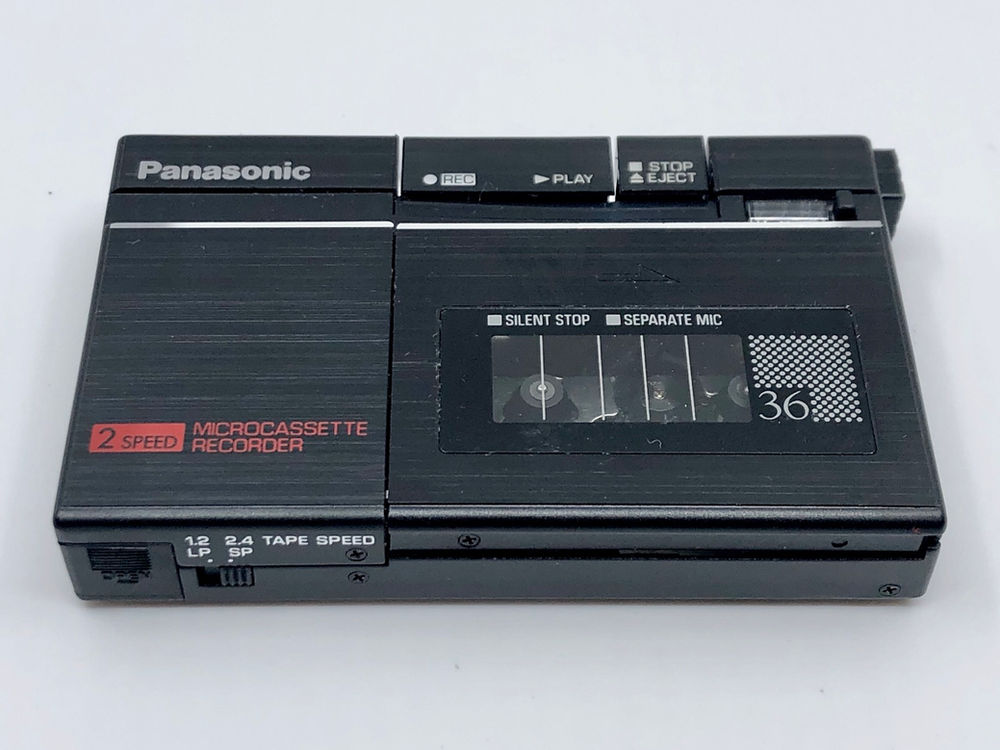 Panasonic
● REC ▶ PLAY
■ STOP
⏏ EJECT
■ SILENT STOP ■ SEPARATE MIC
36
2 SPEED MICROCASSETTE
RECORDER
1.2 2.4 TAPE SPEED
LP SP